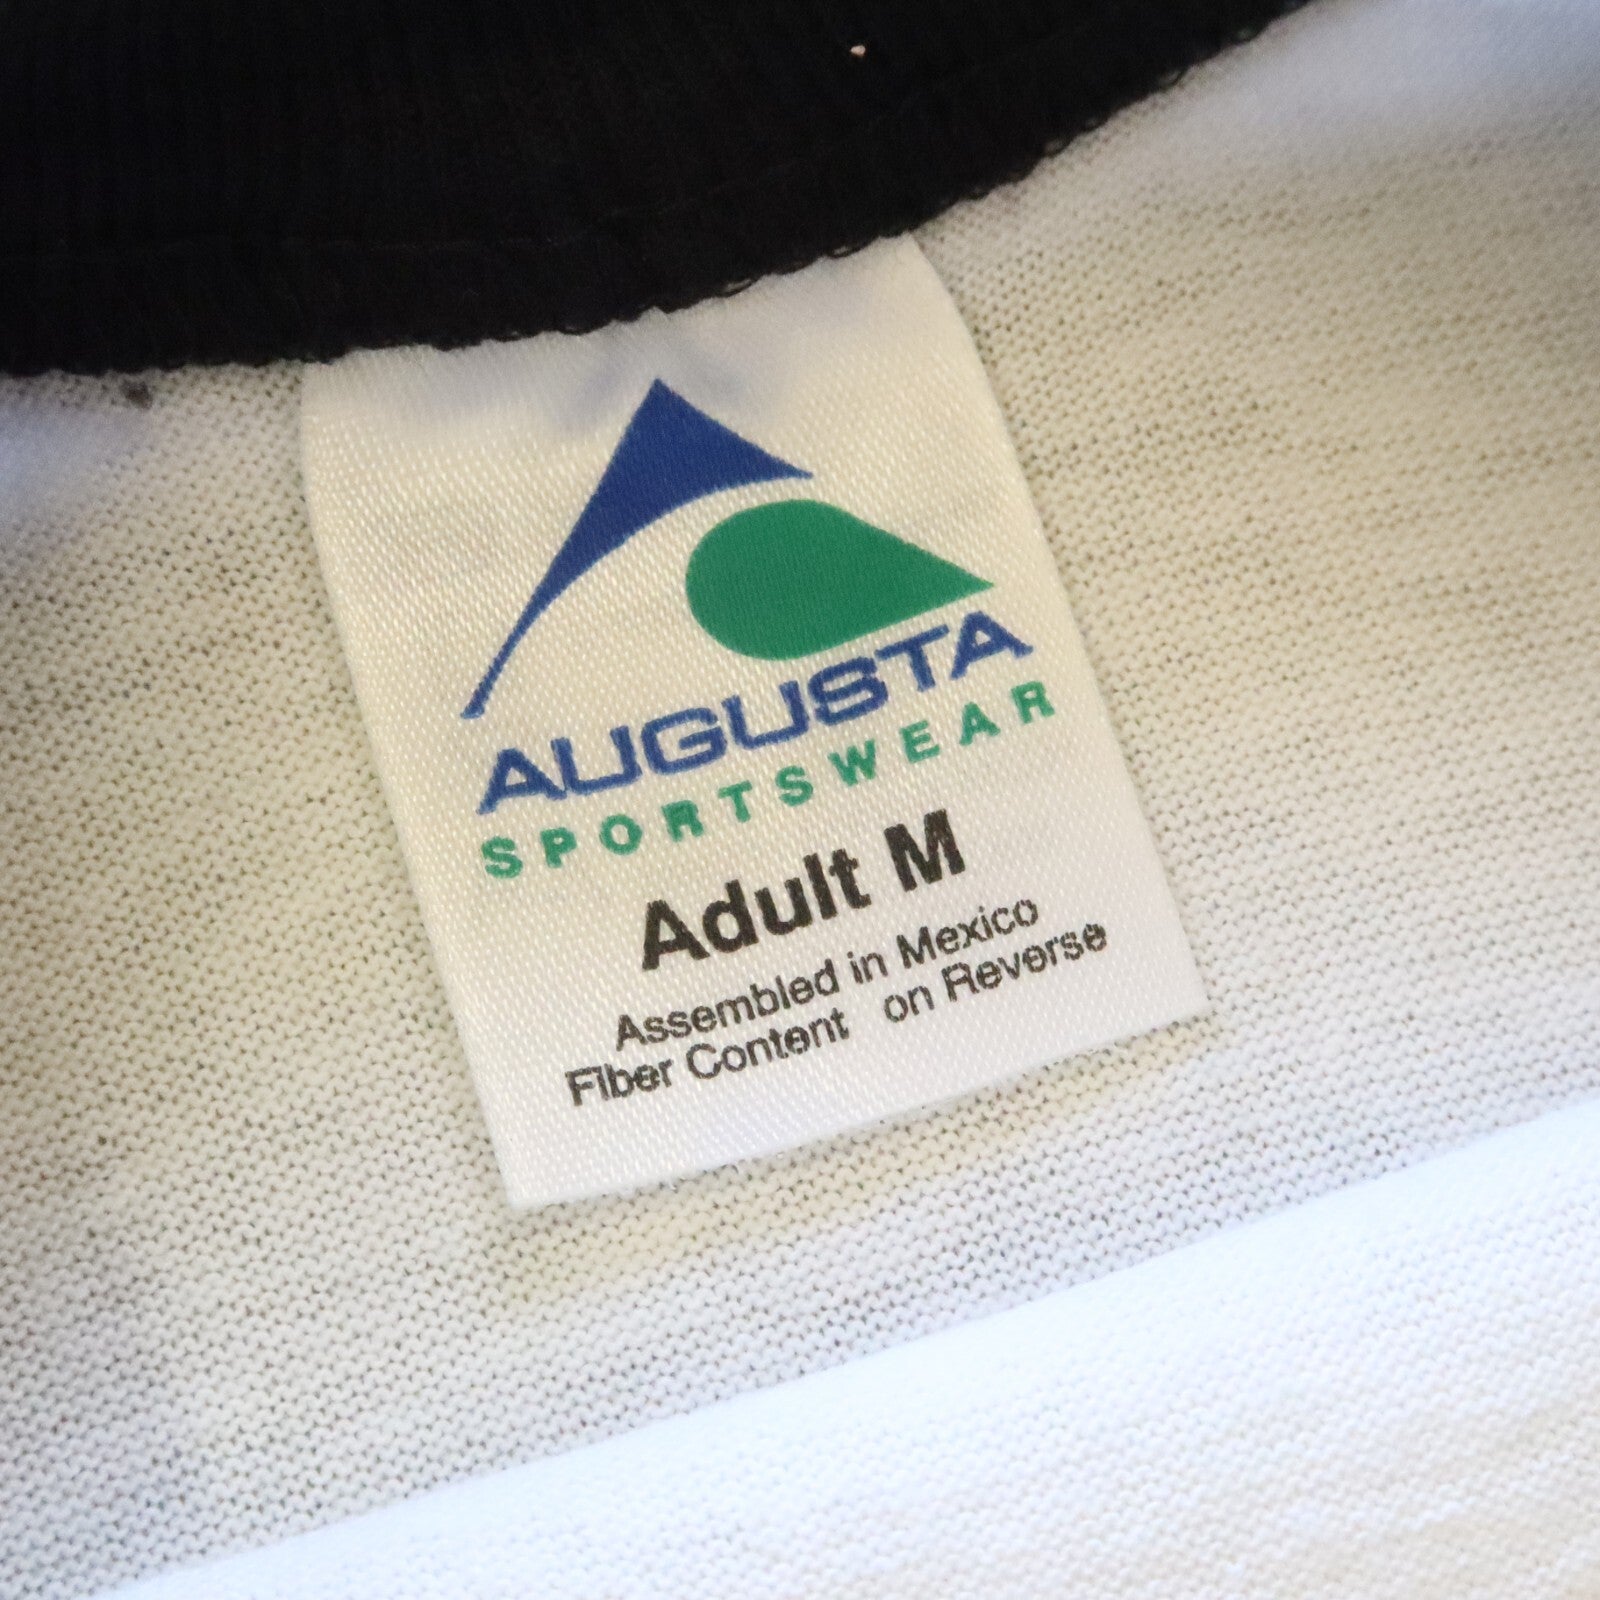 AUGUSTA
SPORTSWEAR
Adult M
Assembled in Mexico
Fiber Content on Reverse